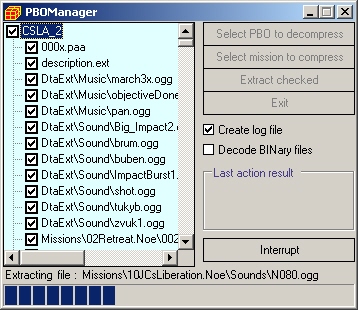 PBOManager
CSLA_2
000x.paa
description.ext
DtaExt\Music\march3x.ogg
DtaExt\Music\objectiveDone
DtaExt\Music\pan.ogg
DtaExt\Sound\Big_Impact2.
DtaExt\Sound\brum.ogg
DtaExt\Sound\buben.ogg
DtaExt\Sound\ImpactBurst1.
DtaExt\Sound\shot.ogg
DtaExt\Sound\tukyb.ogg
DtaExt\Sound\zvuk1.ogg
Missions\02Retreat.Noe\002
Select PBO to decompress
Select mission to compress
Extract checked
Exit
Create log file
Decode BINary files
Last action result
Interrupt
Extracting file : Missions\10JCsLiberation.Noe\Sounds\N080.ogg